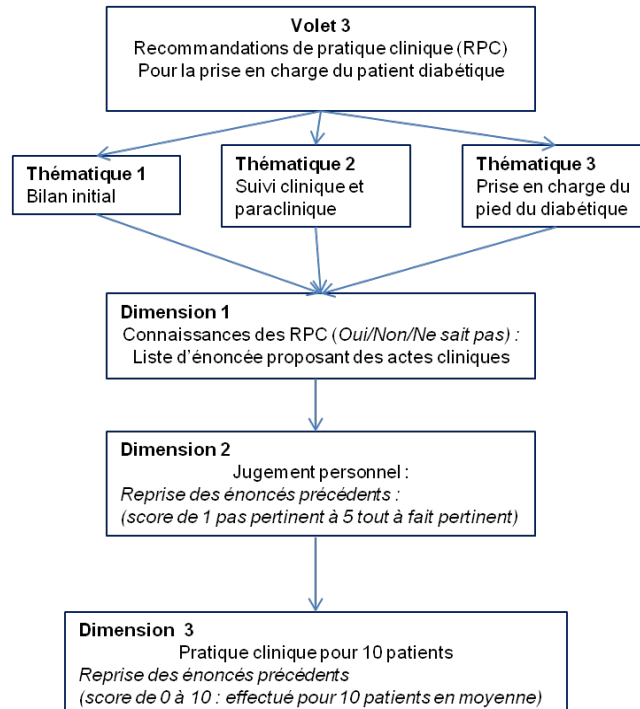 Volet 3
Recommandations de pratique clinique (RPC)
Pour la prise en charge du patient diabétique
Thématique 1
Bilan initial
Thématique 2
Suivi clinique et
paraclinique
Thématique 3
Prise en charge du
pied du diabétique
Dimension 1
Connaissances des RPC (Oui/Non/Ne sait pas) :
Liste d'énoncée proposant des actes cliniques
Dimension 2
Jugement personnel :
Reprise des énoncés précédents :
(score de 1 pas pertinent à 5 tout à fait pertinent)
Dimension 3
Pratique clinique pour 10 patients
Reprise des énoncés précédents
(score de 0 à 10 : effectué pour 10 patients en moyenne)